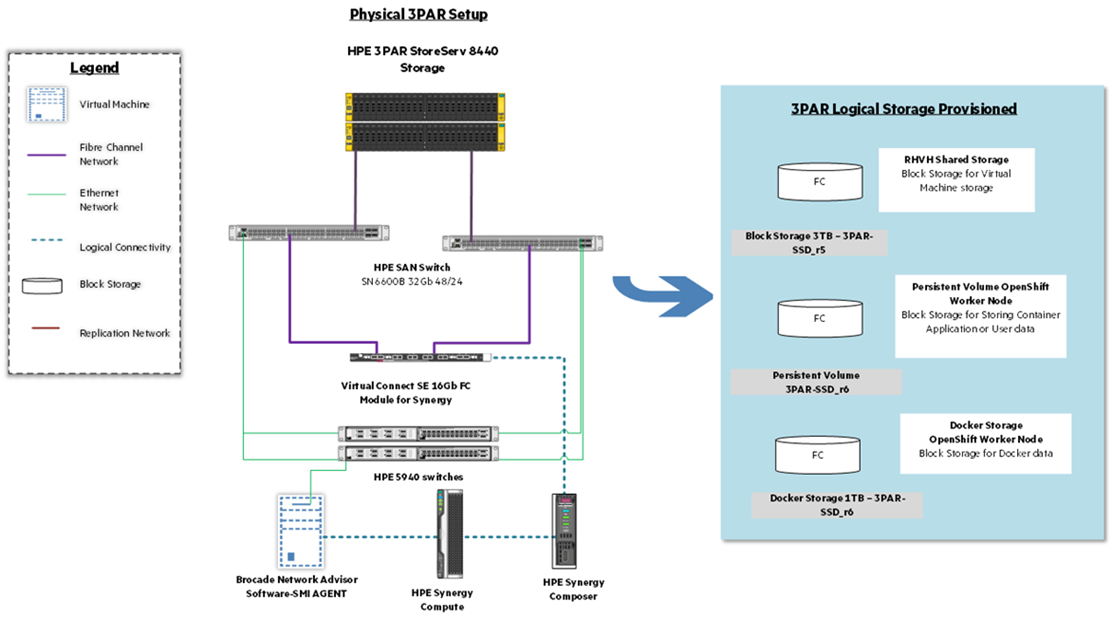 Physical 3PAR Setup
HPE 3PAR StoreServ 8440
Storage
Legend
Virtual Machine
Fibre Channel
Network
Ethernet
Network
Logical Connectivity
Block Storage
Replication Network
HPE SAN Switch
SN6600B 32Gb 48/24
Virtual Connect SE 16Gb FC
Module for Synergy
HPE 5940 switches
Brocade Network Advisor
Software-SMI AGENT
HPE Synergy
Compute
HPE Synergy
Composer
3PAR Logical Storage Provisioned
FC
RHVH Shared Storage
Block Storage for Virtual
Machine storage
Block Storage 3TB – 3PAR-
SSD_r5
FC
Persistent Volume OpenShift
Worker Node
Block Storage for Storing Container
Application or User data
Persistent Volume
3PAR-SSD_r6
FC
Docker Storage
OpenShift Worker Node
Block Storage for Docker data
Docker Storage 1TB – 3PAR-
SSD_r6